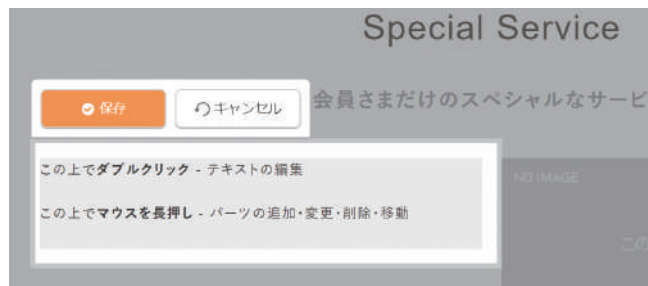 Special Service
会員さまだけのスペシャルなサービ
保存
キャンセル
この上でダブルクリック - テキストの編集
NO IMAGE
この上でマウスを長押し - パーツの追加・変更・削除・移動
この